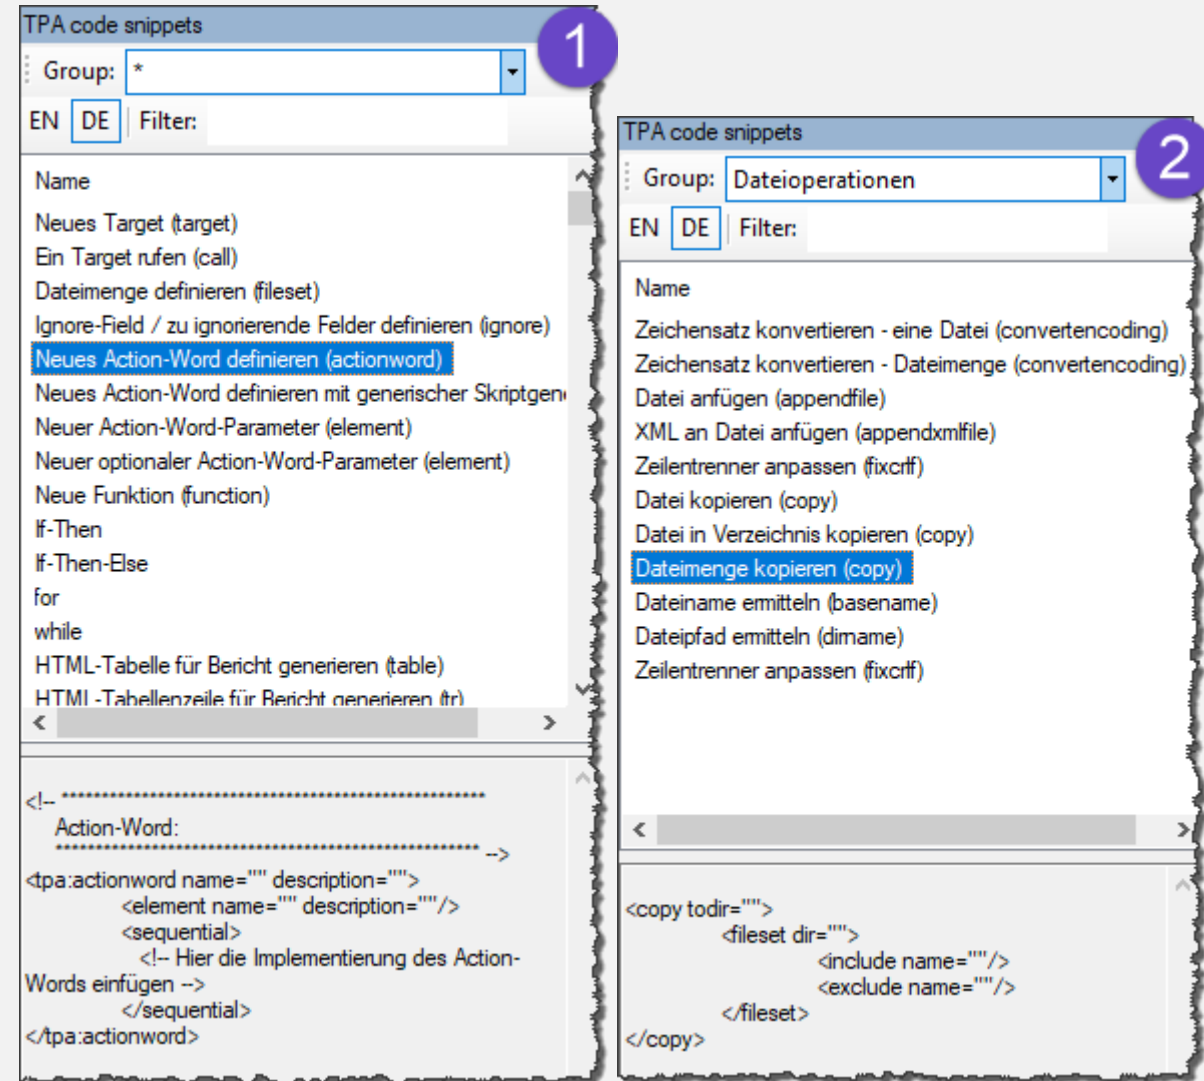 TPA code snippets
1
Group: *
EN DE Filter:
Name
Neues Target (target)
Ein Target rufen (call)
Dateimenge definieren (fileset)
Ignore-Field / zu ignorierende Felder definieren (ignore)
Neues Action-Word definieren (actionword)
Neues Action-Word definieren mit generischer Skriptgen
Neuer Action-Word-Parameter (element)
Neuer optionaler Action-Word-Parameter (element)
Neue Funktion (function)
If-Then
If-Then-Else
for
while
HTML-Tabelle für Bericht generieren (table)
HTML-Tabellenzeile für Bericht generieren (tr)
<!-- *****************************************************
Action-Word:
***************************************************** -->
<tpa:actionword name="" description="">
<element name="" description=""/>
<sequential>
<!-- Hier die Implementierung des Action-
Words einfügen -->
</sequential>
</tpa:actionword>
TPA code snippets
2
Group: Dateioperationen
EN DE Filter:
Name
Zeichensatz konvertieren - eine Datei (convertencoding)
Zeichensatz konvertieren - Dateimenge (convertencoding)
Datei anfügen (appendfile)
XML an Datei anfügen (appendxmlfile)
Zeilentrenner anpassen (fixcrlf)
Datei kopieren (copy)
Datei in Verzeichnis kopieren (copy)
Dateimenge kopieren (copy)
Dateiname ermitteln (basename)
Dateipfad ermitteln (dirname)
Zeilentrenner anpassen (fixcrlf)
<copy todir="">
<fileset dir="">
<include name=""/>
<exclude name=""/>
</fileset>
</copy>